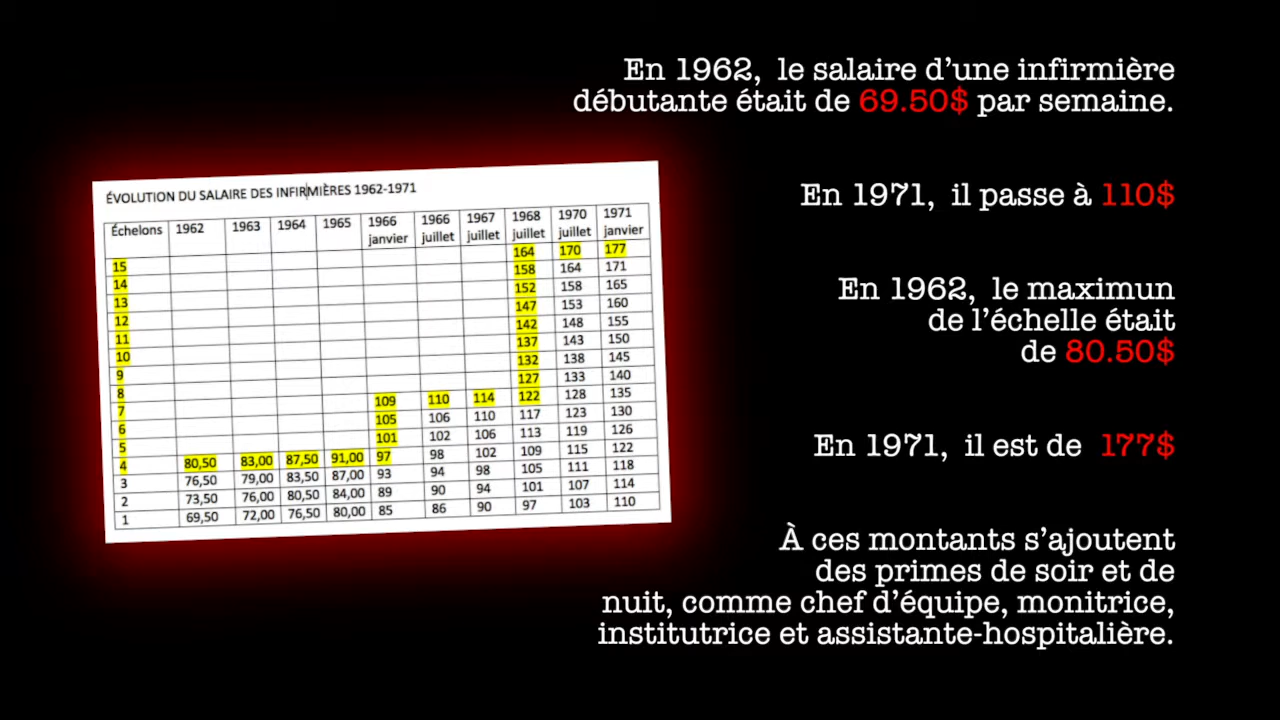 En 1962, le salaire d'une infirmière
débutante était de 69.50$ par semaine.
ÉVOLUTION DU SALAIRE DES INFIRMIÈRES 1962-1971
Échelons 1962 1963 1964 1965 1966 janvier 1966 juillet 1967 juillet 1968 juillet 1970 juillet 1971 janvier
15 164 170 177
14 158 164 171
13 152 158 165
12 147 153 160
11 142 148 155
10 137 143 150
9 132 138 145
8 127 133 140
7 109 110 114 122 128 135
6 105 106 110 117 123 130
5 101 102 106 113 119 126
4 80,50 83,00 87,50 91,00 97 98 102 109 115 122
3 76,50 79,00 83,50 87,00 93 94 98 105 111 118
2 73,50 76,00 80,50 84,00 89 90 94 101 107 114
1 69,50 72,00 76,50 80,00 85 86 90 97 103 110
En 1971, il passe à 110$
En 1962, le maximun
de l'échelle était
de 80.50$
En 1971, il est de 177$
À ces montants s'ajoutent
des primes de soir et de
nuit, comme chef d'équipe, monitrice,
institutrice et assistante-hospitalière.